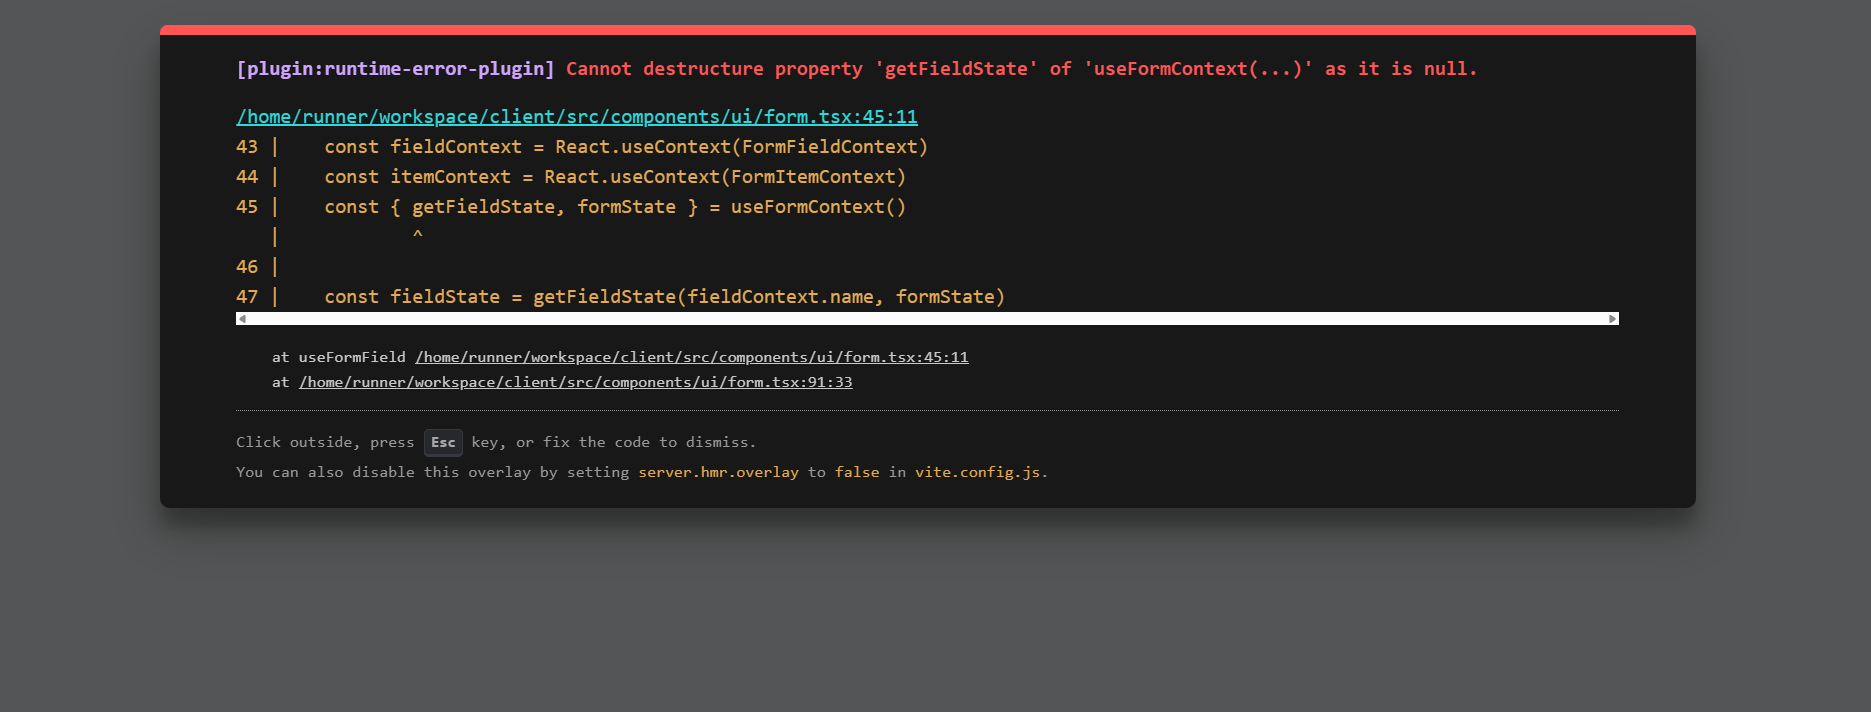 [plugin:runtime-error-plugin] Cannot destructure property 'getFieldState' of 'useFormContext(...)' as it is null.
/home/runner/workspace/client/src/components/ui/form.tsx:45:11
43 |    const fieldContext = React.useContext(FormFieldContext)
44 |    const itemContext = React.useContext(FormItemContext)
45 |    const { getFieldState, formState } = useFormContext()
   |            ^
46 |
47 |    const fieldState = getFieldState(fieldContext.name, formState)
at useFormField /home/runner/workspace/client/src/components/ui/form.tsx:45:11
at /home/runner/workspace/client/src/components/ui/form.tsx:91:33
Click outside, press Esc key, or fix the code to dismiss.
You can also disable this overlay by setting server.hmr.overlay to false in vite.config.js.